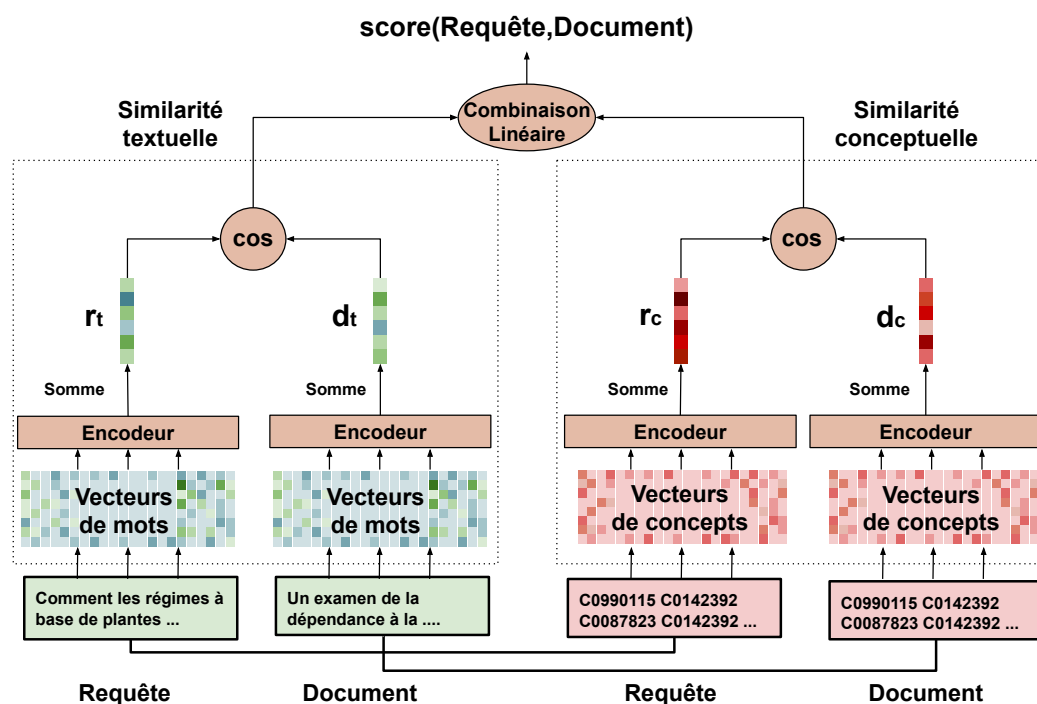 score(Requête,Document)
Similarité
textuelle
Combinaison
Linéaire
Similarité
conceptuelle
cos
cos
rt
dt
rc
dc
Somme
Somme
Somme
Somme
Encodeur
Encodeur
Encodeur
Encodeur
Vecteurs
de mots
Vecteurs
de mots
Vecteurs
de concepts
Vecteurs
de concepts
Comment les régimes à
base de plantes ...
Un examen de la
dépendance à la ....
C0990115 C0142392
C0087823 C0142392 ...
C0990115 C0142392
C0087823 C0142392 ...
Requête
Document
Requête
Document